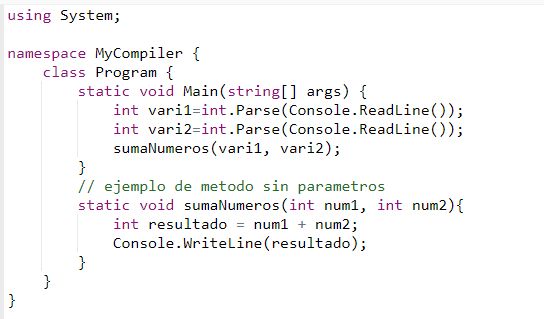 using System;

namespace MyCompiler {
    class Program {
        static void Main(string[] args) {
            int vari1=int.Parse(Console.ReadLine());
            int vari2=int.Parse(Console.ReadLine());
            sumaNumeros(vari1, vari2);
        }
        // ejemplo de metodo sin parametros
        static void sumaNumeros(int num1, int num2){
            int resultado = num1 + num2;
            Console.WriteLine(resultado);
        }
    }
}